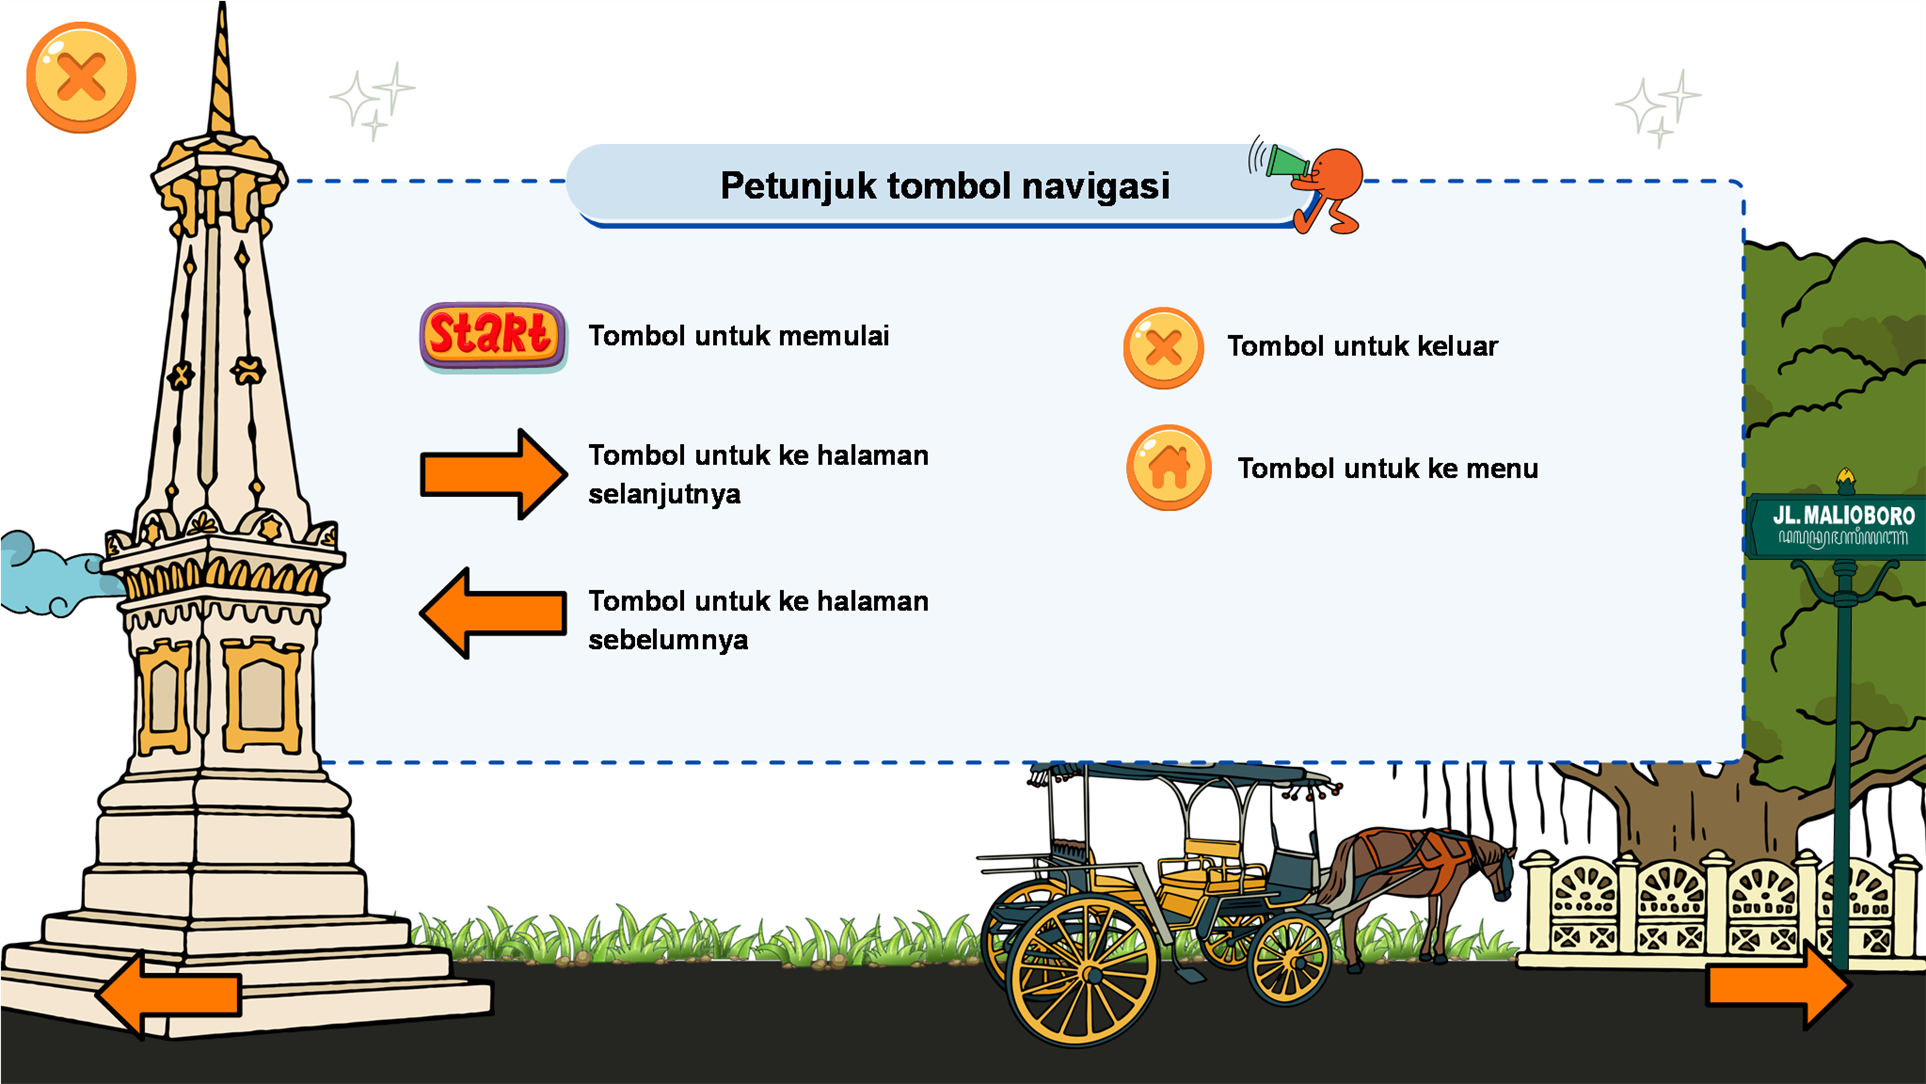 Petunjuk tombol navigasi
Start
Tombol untuk memulai
Tombol untuk ke halaman
selanjutnya
Tombol untuk ke halaman
sebelumnya
Tombol untuk keluar
Tombol untuk ke menu
JL. MALIOBORO